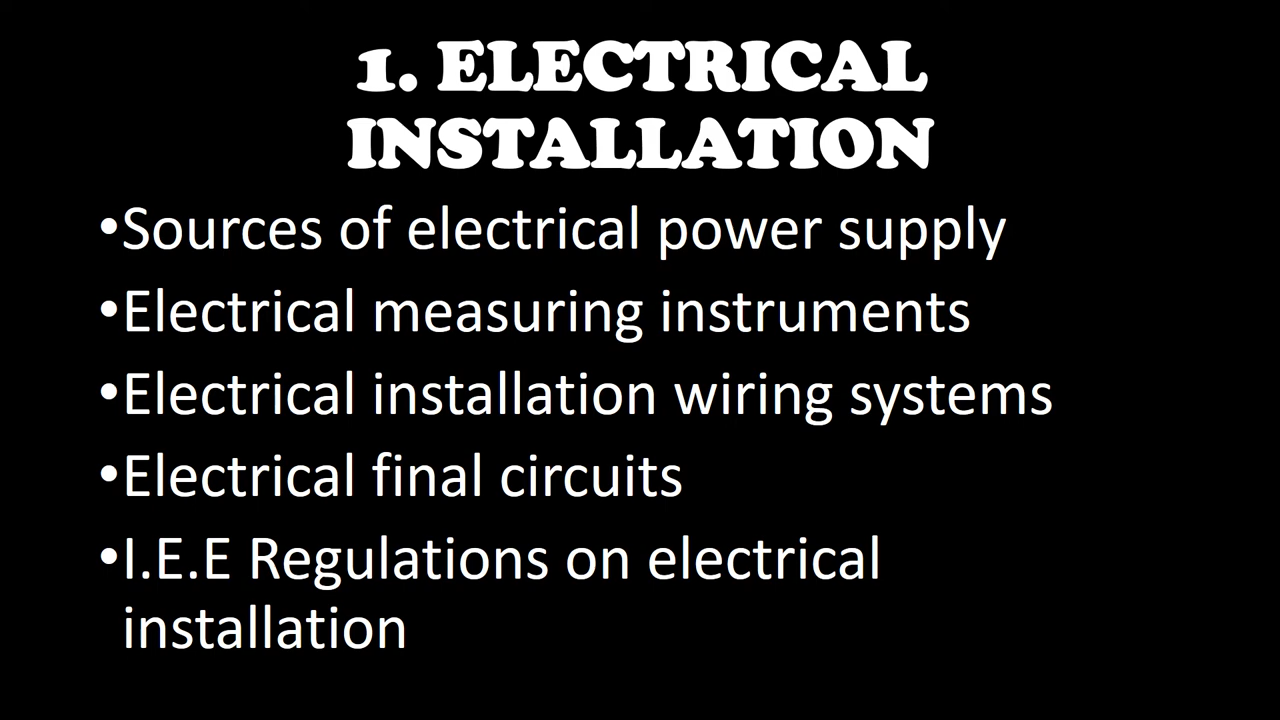 1. ELECTRICAL
INSTALLATION
•Sources of electrical power supply
•Electrical measuring instruments
•Electrical installation wiring systems
•Electrical final circuits
•I.E.E Regulations on electrical
installation